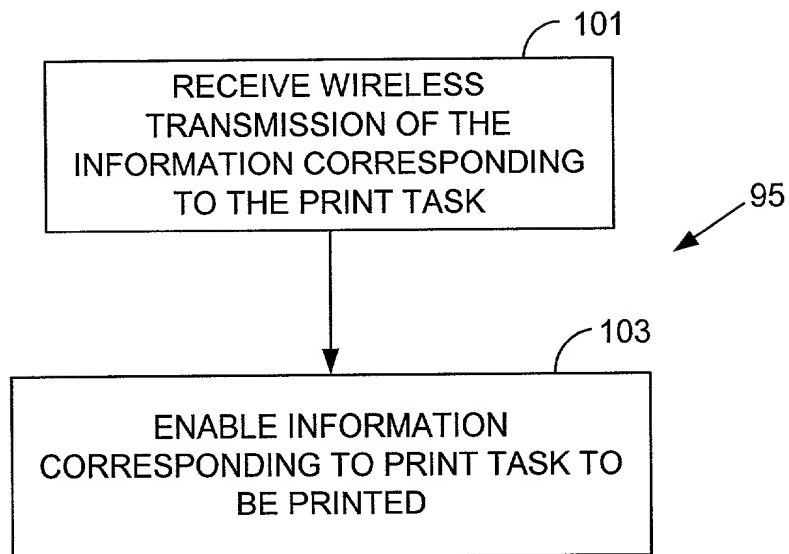 101
RECEIVE WIRELESS
TRANSMISSION OF THE
INFORMATION CORRESPONDING
TO THE PRINT TASK
95
103
ENABLE INFORMATION
CORRESPONDING TO PRINT TASK TO
BE PRINTED